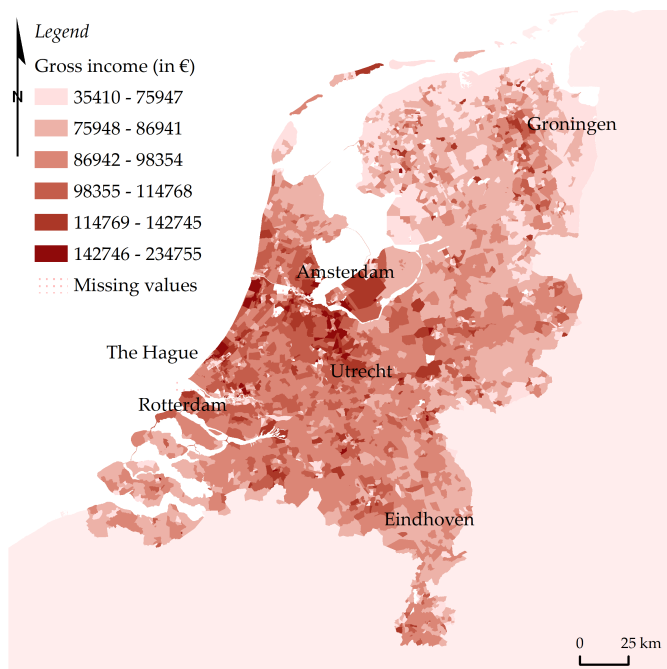 Legend
Gross income (in €)
N
35410 - 75947
75948 - 86941
86942 - 98354
98355 - 114768
114769 - 142745
142746 - 234755
Missing values
Groningen
Amsterdam
The Hague
Utrecht
Rotterdam
Eindhoven
0 25 km